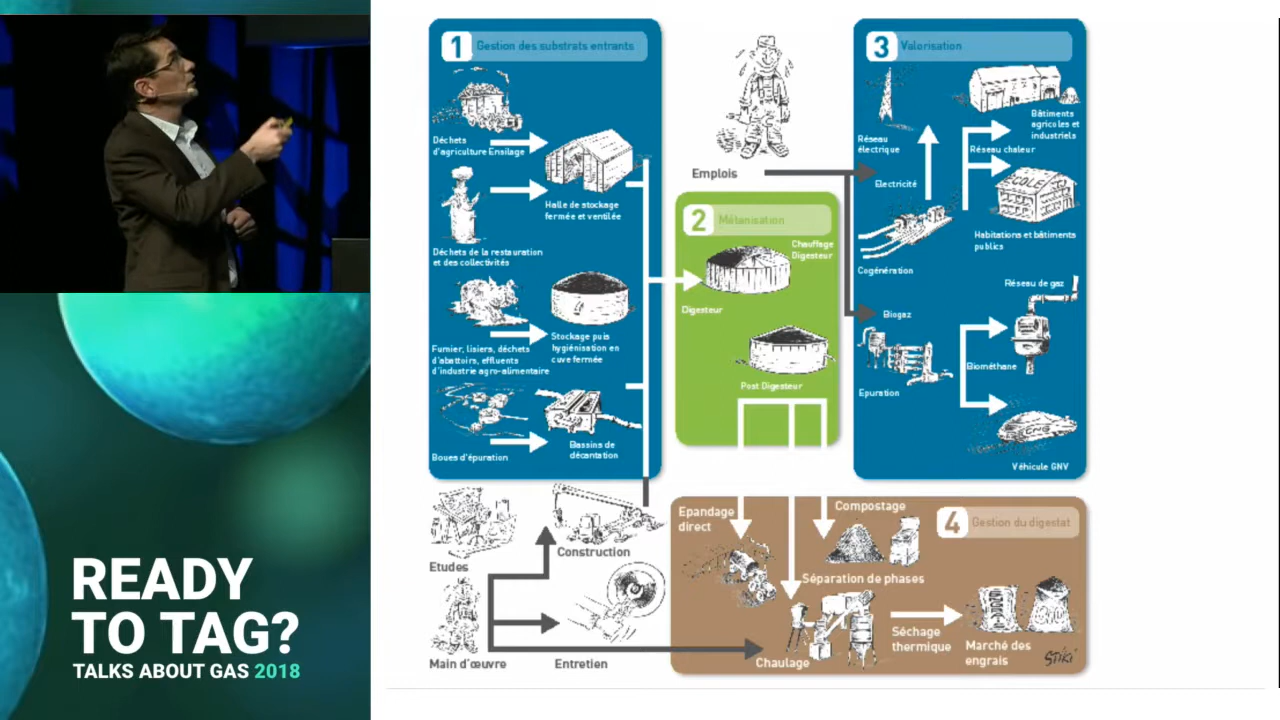 1 Gestion des substrats entrants
Déchets
d'agriculture Ensilage
Halle de stockage
fermée et ventilée
Déchets de la restauration
et des collectivités
Fumier, lisiers, déchets
d'abattoirs, effluents
d'industrie agro-alimentaire
Stockage puis
hygiénisation en
cuve fermée
Boues d'épuration
Bassins de
décantation
Emplois
2 Métanisation
Chauffage
Digesteur
Digesteur
Post Digesteur
3 Valorisation
Réseau
électrique
Bâtiments
agricoles et
industriels
Réseau chaleur
Electricité
ECOLE
Habitations et bâtiments
publics
Cogénération
Réseau de gaz
Biogaz
Biométhane
Epuration
GNG
Véhicule GNV
Etudes
Construction
Main d'œuvre
Entretien
Epandage
direct
Compostage
4 Gestion du digestat
Séparation de phases
Chaulage
Séchage
thermique
Marché des
engrais
Stiki
READY
TO TAG?
TALKS ABOUT GAS 2018